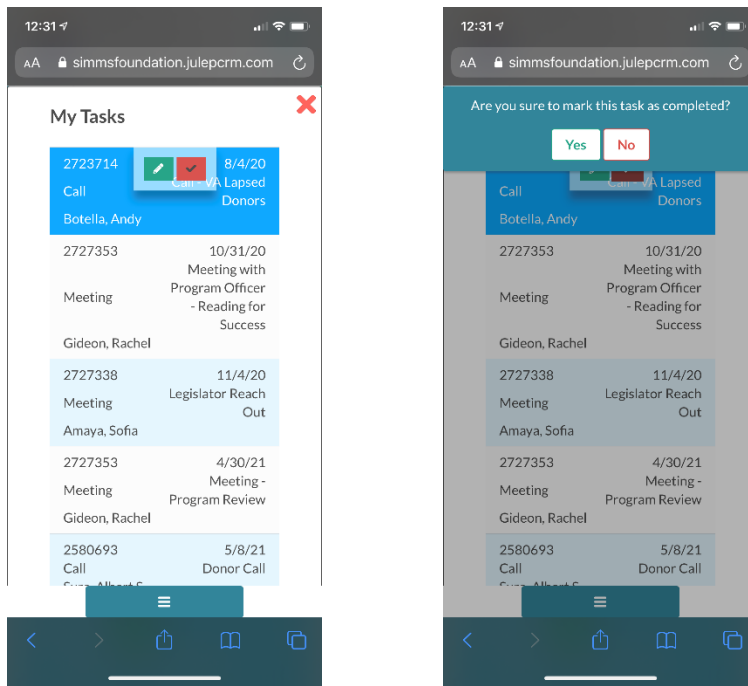 12:31
AA simmsfoundation.julepcrm.com
My Tasks
2723714 8/4/20
Call Call - VA Lapsed
Donors
Botella, Andy
2727353 10/31/20
Meeting with
Meeting Program Officer
- Reading for
Success
Gideon, Rachel
2727338 11/4/20
Meeting Legislator Reach
Out
Amaya, Sofia
2727353 4/30/21
Meeting Meeting -
Program Review
Gideon, Rachel
2580693 5/8/21
Call Donor Call
12:31
AA simmsfoundation.julepcrm.com
Are you sure to mark this task as completed?
Yes No
Call Call - VA Lapsed
Donors
Botella, Andy
2727353 10/31/20
Meeting with
Meeting Program Officer
- Reading for
Success
Gideon, Rachel
2727338 11/4/20
Meeting Legislator Reach
Out
Amaya, Sofia
2727353 4/30/21
Meeting Meeting -
Program Review
Gideon, Rachel
2580693 5/8/21
Call Donor Call